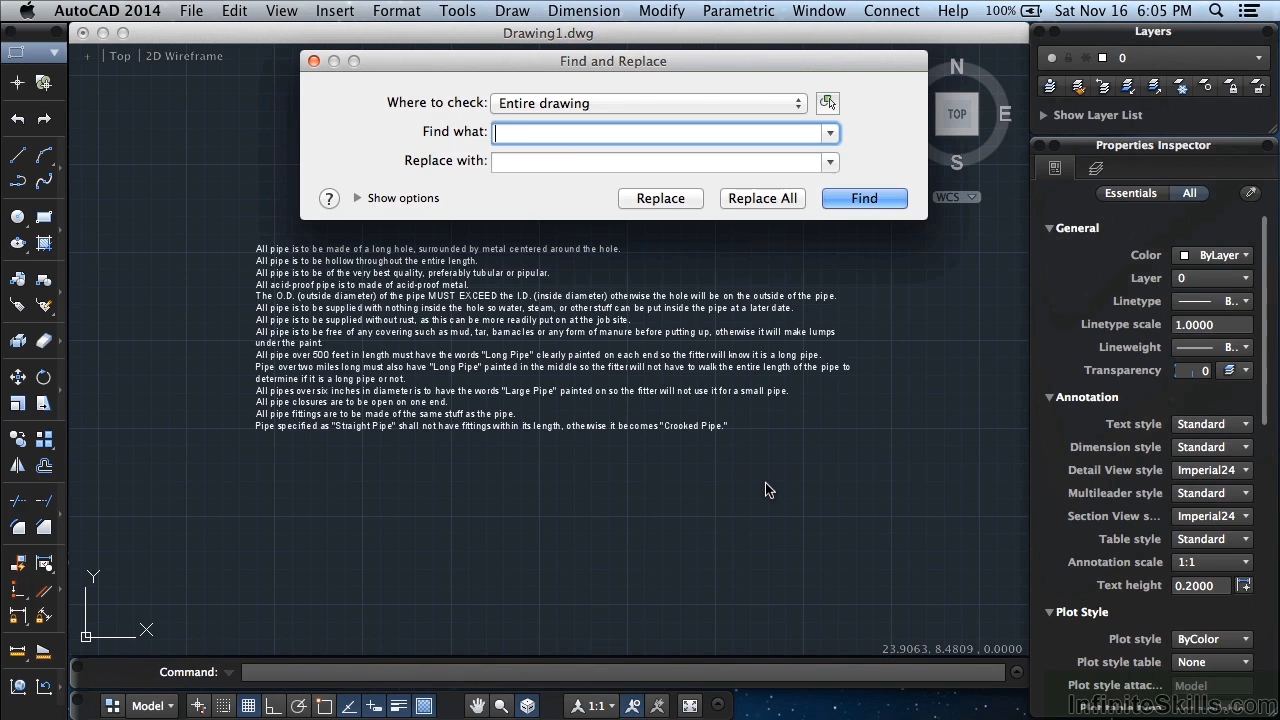 AutoCAD 2014 File Edit View Insert Format Tools Draw Dimension Modify Parametric Window Connect Help 100% Sat Nov 16 6:05 PM
Drawing1.dwg
+ Top 2D Wireframe
Find and Replace
Where to check: Entire drawing
Find what:
Replace with:
? Show options Replace Replace All Find
N
TOP E
S
WCS
All pipe is to be made of a long hole, surrounded by metal centered around the hole.
All pipe is to be hollow throughout the entire length.
All pipe is to be of the very best quality, preferably tubular or pipular.
All acid-proof pipe is to made of acid-proof metal.
The O.D. (outside diameter) of the pipe MUST EXCEED the I.D. (inside diameter) otherwise the hole will be on the outside of the pipe.
All pipe is to be supplied with nothing inside the hole so water, steam, or other stuff can be put inside the pipe at a later date.
All pipe is to be supplied without rust, as this can be more readily put on at the job site.
All pipe is to be free of any covering such as mud, tar, barnacles or any form of manure before putting up, otherwise it will make lumps
under the paint.
All pipe over 500 feet in length must have the words "Long Pipe" clearly painted on each end so the fitter will know it is a long pipe.
Pipe over two miles long must also have "Long Pipe" painted in the middle so the fitter will not have to walk the entire length of the pipe to
determine if it is a long pipe or not.
All pipes over six inches in diameter is to have the words "Large Pipe" painted on so the fitter will not use it for a small pipe.
All pipe closures are to be open on one end.
All pipe fittings are to be made of the same stuff as the pipe.
Pipe specified as "Straight Pipe" shall not have fittings within its length, otherwise it becomes "Crooked Pipe."
Y
X
23.9063, 8.4809 , 0.0000
Command:
Model 1:1
Layers
0
Show Layer List
Properties Inspector
Essentials All
General
Color ByLayer
Layer 0
Linetype B..
Linetype scale 1.0000
Lineweight B..
Transparency 0
Annotation
Text style Standard
Dimension style Standard
Detail View style Imperial24
Multileader style Standard
Section View s... Imperial24
Table style Standard
Annotation scale 1:1
Text height 0.2000
Plot Style
Plot style ByColor
Plot style table None
Plot style attac... Model
InfiniteSkills.com